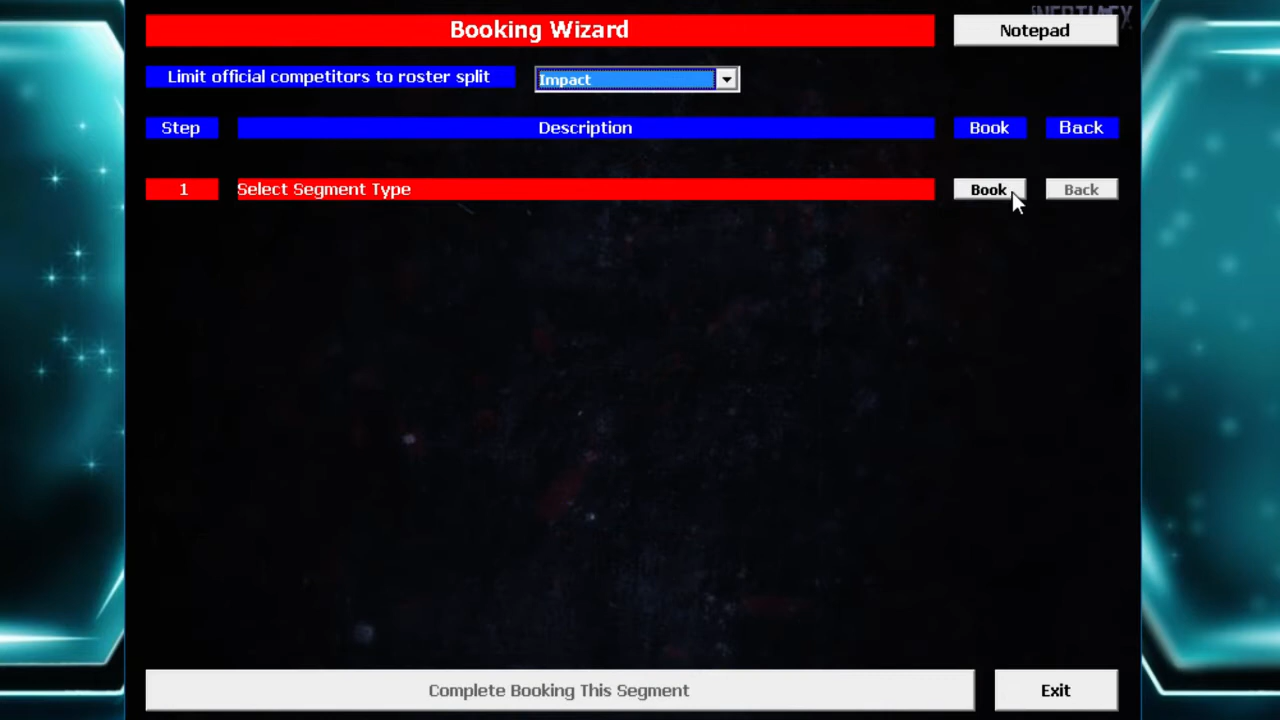 Booking Wizard
Notepad
Limit official competitors to roster split
Impact
Step
Description
Book
Back
1
Select Segment Type
Book
Back
Complete Booking This Segment
Exit